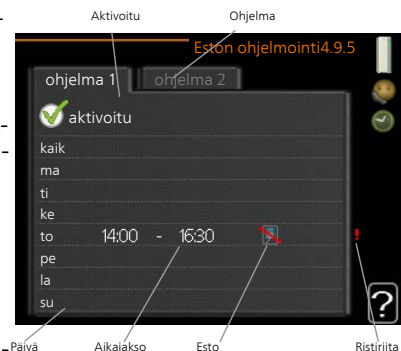 Aktivoitu Ohjelma
Eston ohjelmointi4.9.5
ohjelma 1 ohjelma 2
aktivoitu
kaik
ma
ti
ke
to 14:00 - 16:30
pe
la
su
Päivä Aikajakso Esto Ristiriita